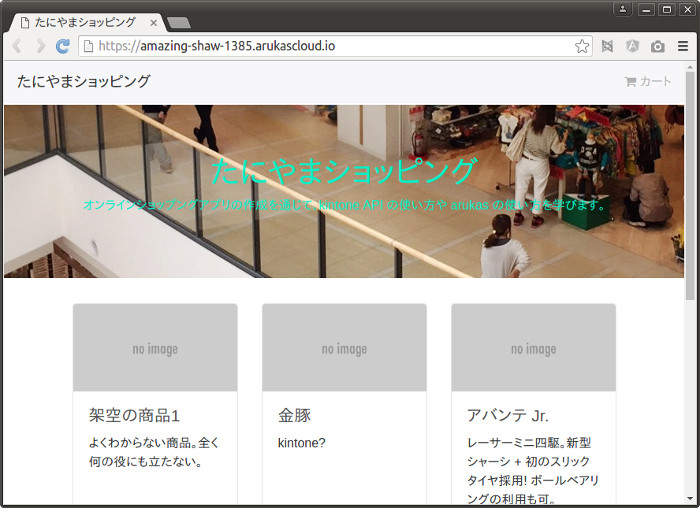 たにやまショッピング
https://amazing-shaw-1385.arukascloud.io
たにやまショッピング
カート
たにやまショッピング
オンラインショッピングアプリの作成を通じて、kintone API の使い方や arukas の使い方を学びます。
no image
no image
no image
架空の商品1
よくわからない商品。全く
何の役にも立たない。
金豚
kintone?
アバンテ Jr.
レーサーミニ四駆。新型
シャーシ + 初のスリック
タイヤ採用! ボールベアリ
ングの利用も可。